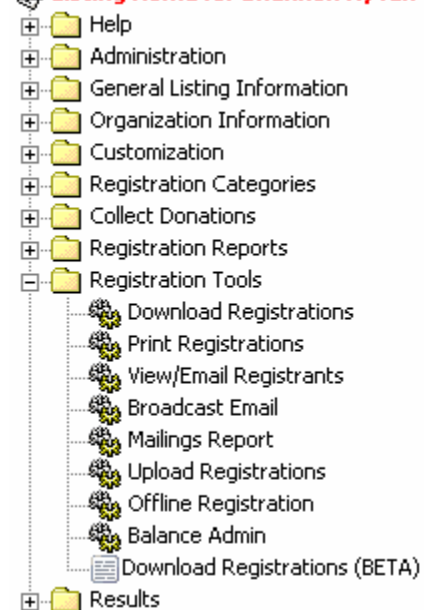 Help
Administration
General Listing Information
Organization Information
Customization
Registration Categories
Collect Donations
Registration Reports
Registration Tools
Download Registrations
Print Registrations
View/Email Registrants
Broadcast Email
Mailings Report
Upload Registrations
Offline Registration
Balance Admin
Download Registrations (BETA)
Results